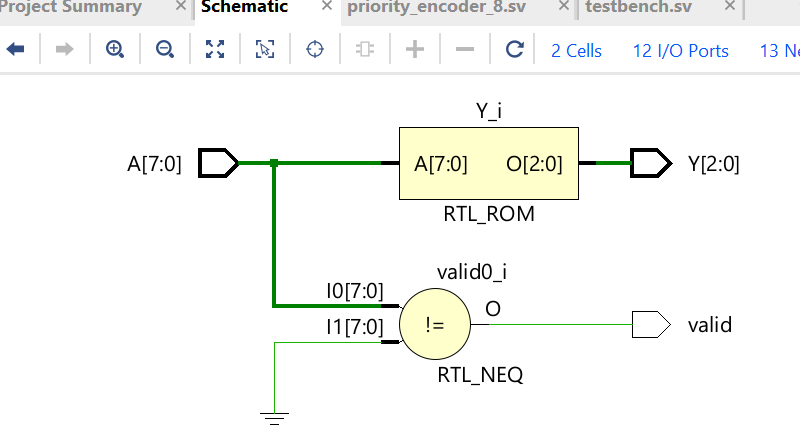 Project Summary Schematic priority_encoder_8.sv testbench.sv
2 Cells 12 I/O Ports 13 Ne
Y_i
A[7:0] A[7:0] O[2:0] Y[2:0]
RTL_ROM
valid0_i
I0[7:0] O
I1[7:0] != valid
RTL_NEQ